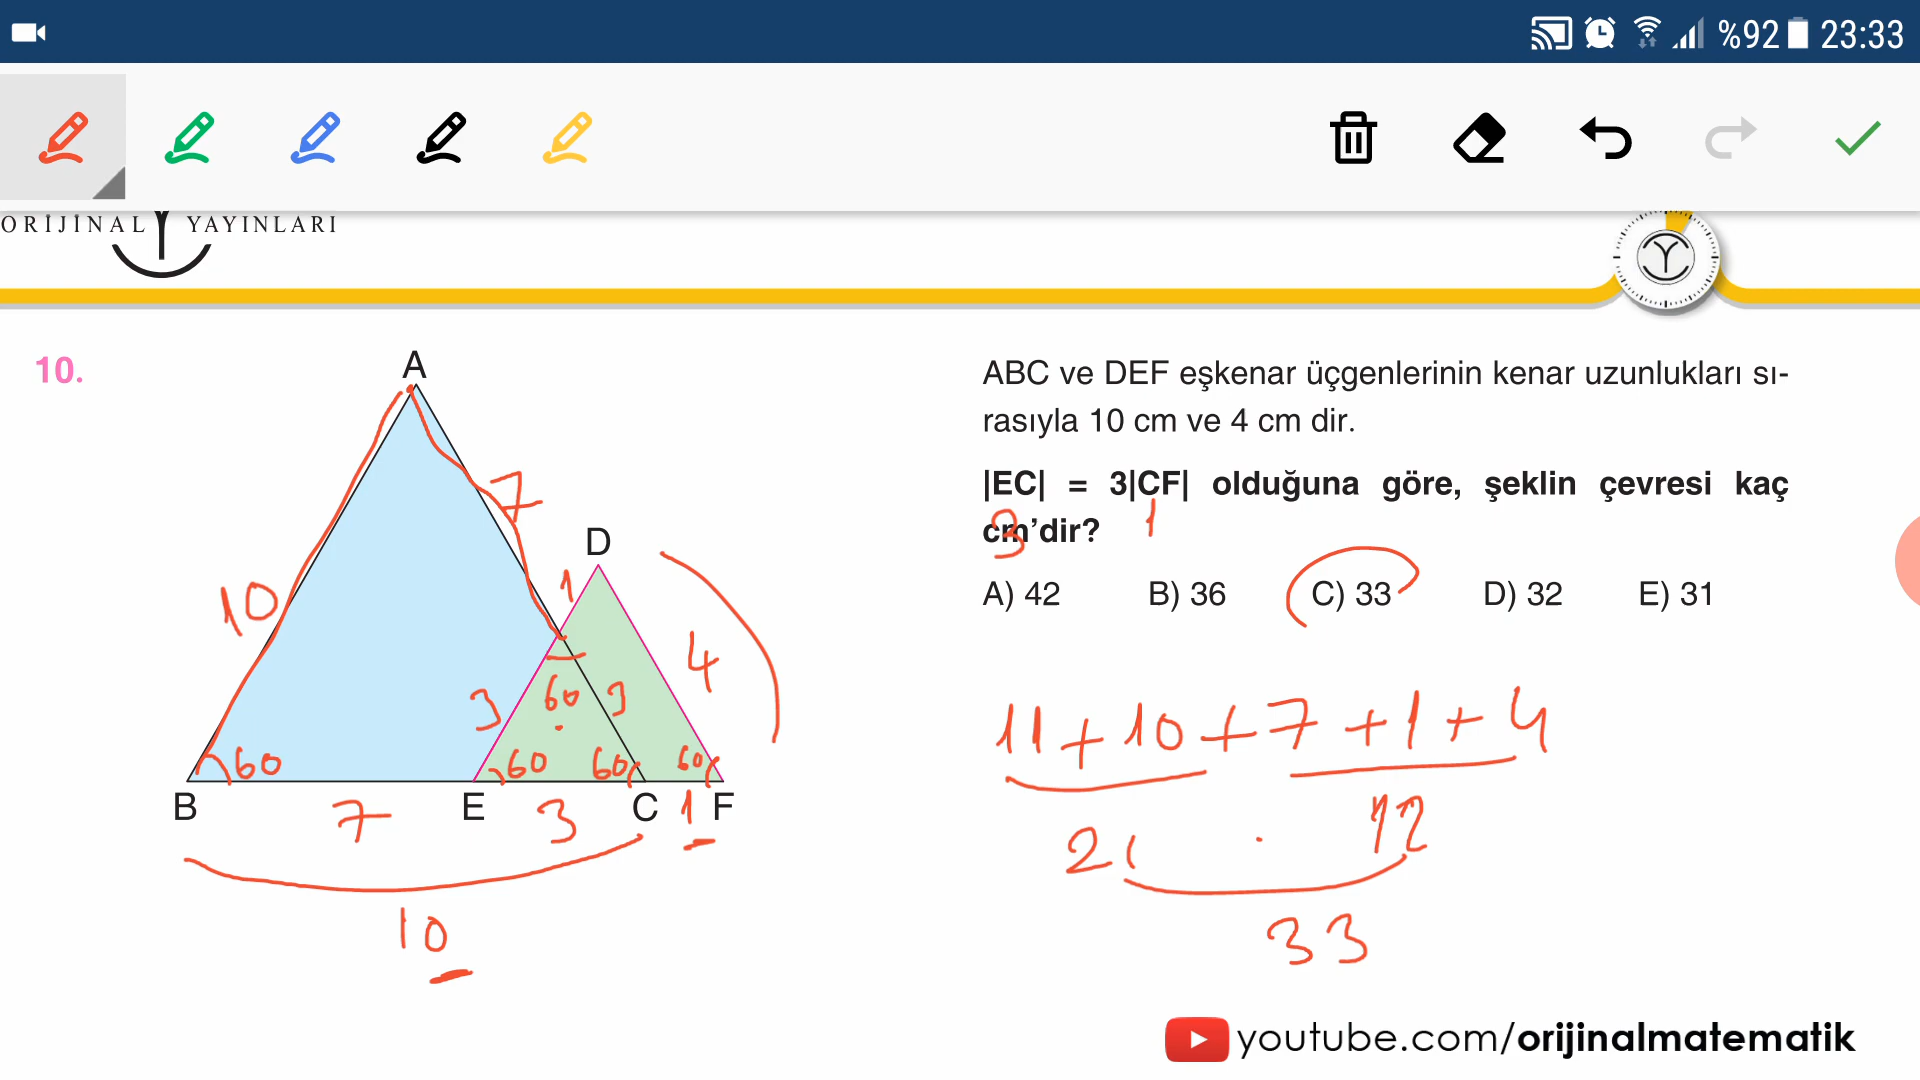 %92 23:33
ORİJİNAL YAYINLARI
10.
A
7
D
1
10
4
3
60
3
60
60
60
60
B
E
C
F
7
3
1
10
ABC ve DEF eşkenar üçgenlerinin kenar uzunlukları sı-
rasıyla 10 cm ve 4 cm dir.
|EC| = 3|CF| olduğuna göre, şeklin çevresi kaç
cm'dir?
3
1
A) 42 B) 36 C) 33 D) 32 E) 31
11+10+7+1+4
21 12
33
youtube.com/orijinalmatematik